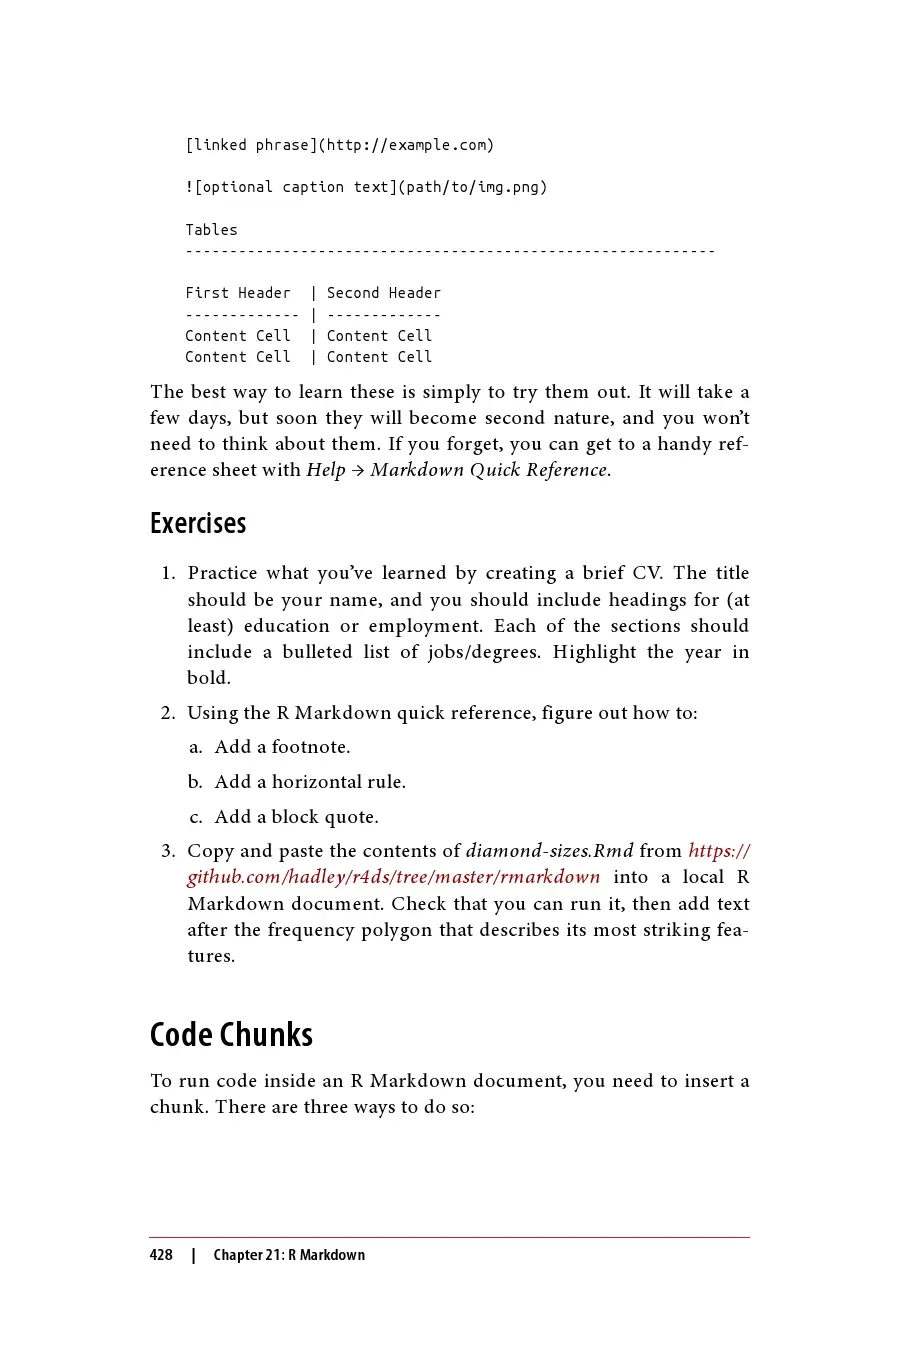 [linked phrase](http://example.com)
![optional caption text](path/to/img.png)
Tables
------------------------------------------------------------
First Header  | Second Header
------------- | -------------
Content Cell  | Content Cell
Content Cell  | Content Cell
The best way to learn these is simply to try them out. It will take a
few days, but soon they will become second nature, and you won’t
need to think about them. If you forget, you can get to a handy ref-
erence sheet with Help → Markdown Quick Reference.
Exercises
1. Practice what you’ve learned by creating a brief CV. The title
should be your name, and you should include headings for (at
least) education or employment. Each of the sections should
include a bulleted list of jobs/degrees. Highlight the year in
bold.
2. Using the R Markdown quick reference, figure out how to:
a. Add a footnote.
b. Add a horizontal rule.
c. Add a block quote.
3. Copy and paste the contents of diamond-sizes.Rmd from https://
github.com/hadley/r4ds/tree/master/rmarkdown into a local R
Markdown document. Check that you can run it, then add text
after the frequency polygon that describes its most striking fea-
tures.
Code Chunks
To run code inside an R Markdown document, you need to insert a
chunk. There are three ways to do so:
428 | Chapter 21: R Markdown